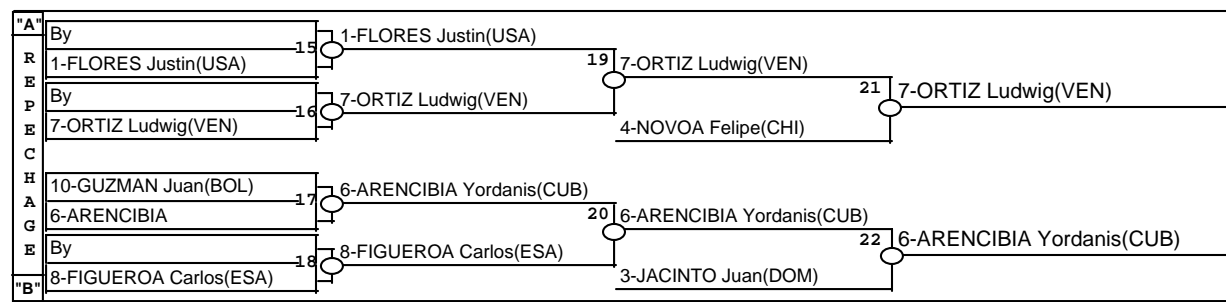 "A"
REPECHAGE
"B"
By
15
1-FLORES Justin(USA)
1-FLORES Justin(USA)
By
16
7-ORTIZ Ludwig(VEN)
7-ORTIZ Ludwig(VEN)
19
7-ORTIZ Ludwig(VEN)
4-NOVOA Felipe(CHI)
21
7-ORTIZ Ludwig(VEN)
10-GUZMAN Juan(BOL)
17
6-ARENCIBIA
6-ARENCIBIA Yordanis(CUB)
By
18
8-FIGUEROA Carlos(ESA)
8-FIGUEROA Carlos(ESA)
20
6-ARENCIBIA Yordanis(CUB)
3-JACINTO Juan(DOM)
22
6-ARENCIBIA Yordanis(CUB)